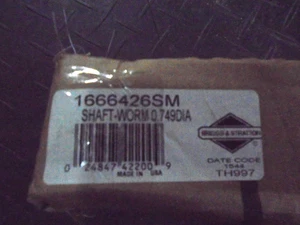 1666426SM
SHAFT-WORM 0.749DIA
BRIGGS & STRATTON
0 24847 42200 9
MADE IN USA
DATE CODE
1544
TH997